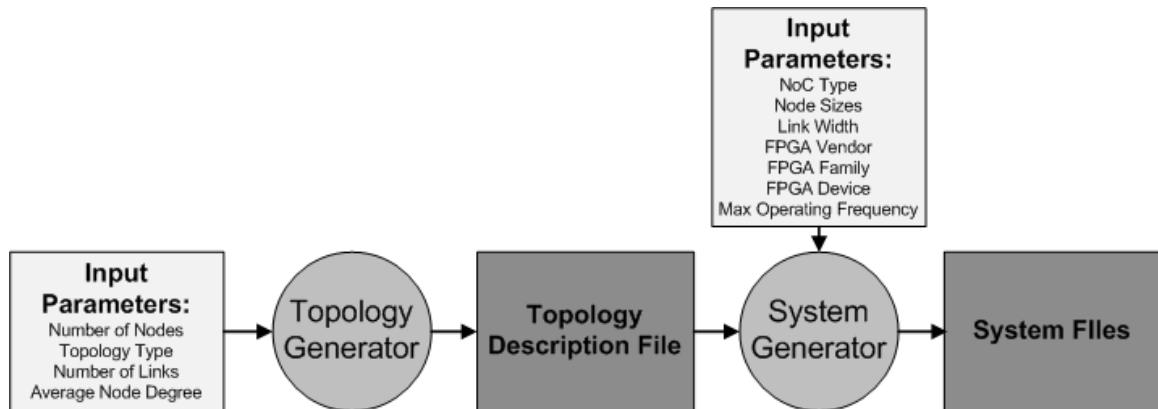 Input
Parameters:
NoC Type
Node Sizes
Link Width
FPGA Vendor
FPGA Family
FPGA Device
Max Operating Frequency
Input
Parameters:
Number of Nodes
Topology Type
Number of Links
Average Node Degree
Topology
Generator
Topology
Description File
System
Generator
System FIles